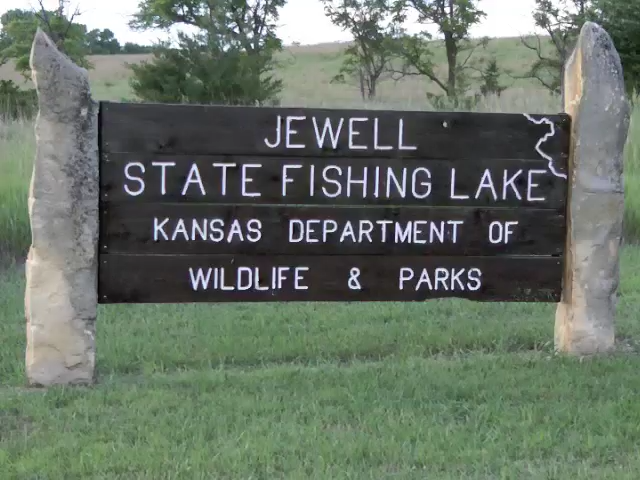 JEWELL
STATE FISHING LAKE
KANSAS DEPARTMENT OF
WILDLIFE & PARKS